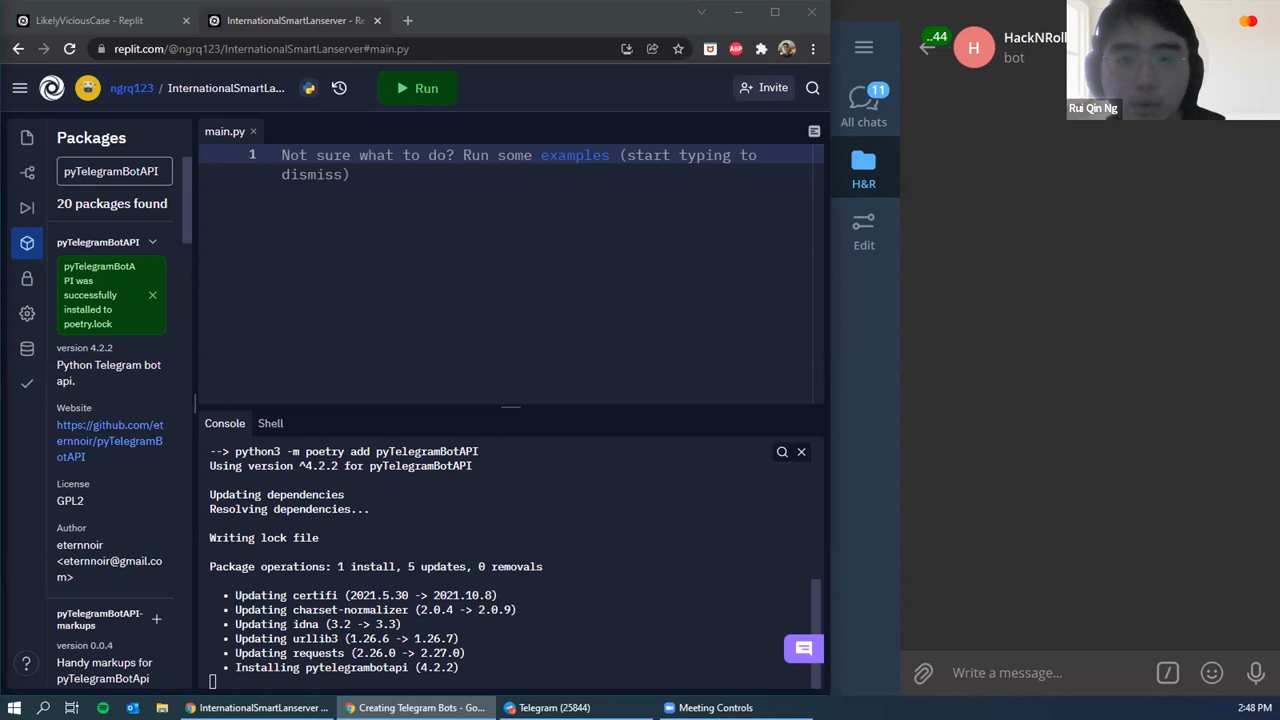 LikelyViciousCase - Replit
InternationalSmartLanserver - Re
replit.com/@ngrq123/InternationalSmartLanserver#main.py
ABP
ngrq123 / InternationalSmartLa...
Run
Invite
Packages
pyTelegramBotAPI
20 packages found
pyTelegramBotAPI
pyTelegramBotA
PI was
successfully
installed to
poetry.lock
version 4.2.2
Python Telegram bot
api.
Website
https://github.com/et
ernnoir/pyTelegramB
otAPI
License
GPL2
Author
eternnoir
<eternnoir@gmail.co
m>
pyTelegramBotAPI-
markups
version 0.0.4
Handy markups for
pyTelegramBotApi
main.py
1 Not sure what to do? Run some examples (start typing to
dismiss)
Console Shell
--> python3 -m poetry add pyTelegramBotAPI
Using version ^4.2.2 for pyTelegramBotAPI
Updating dependencies
Resolving dependencies...
Writing lock file
Package operations: 1 install, 5 updates, 0 removals
• Updating certifi (2021.5.30 -> 2021.10.8)
• Updating charset-normalizer (2.0.4 -> 2.0.9)
• Updating idna (3.2 -> 3.3)
• Updating urllib3 (1.26.6 -> 1.26.7)
• Updating requests (2.26.0 -> 2.27.0)
• Installing pytelegrambotapi (4.2.2)
11
All chats
H&R
Edit
..44
H
HackNRoll
bot
Rui Qin Ng
Write a message...
InternationalSmartLanserver ...
Creating Telegram Bots - Go...
Telegram (25844)
Meeting Controls
2:48 PM